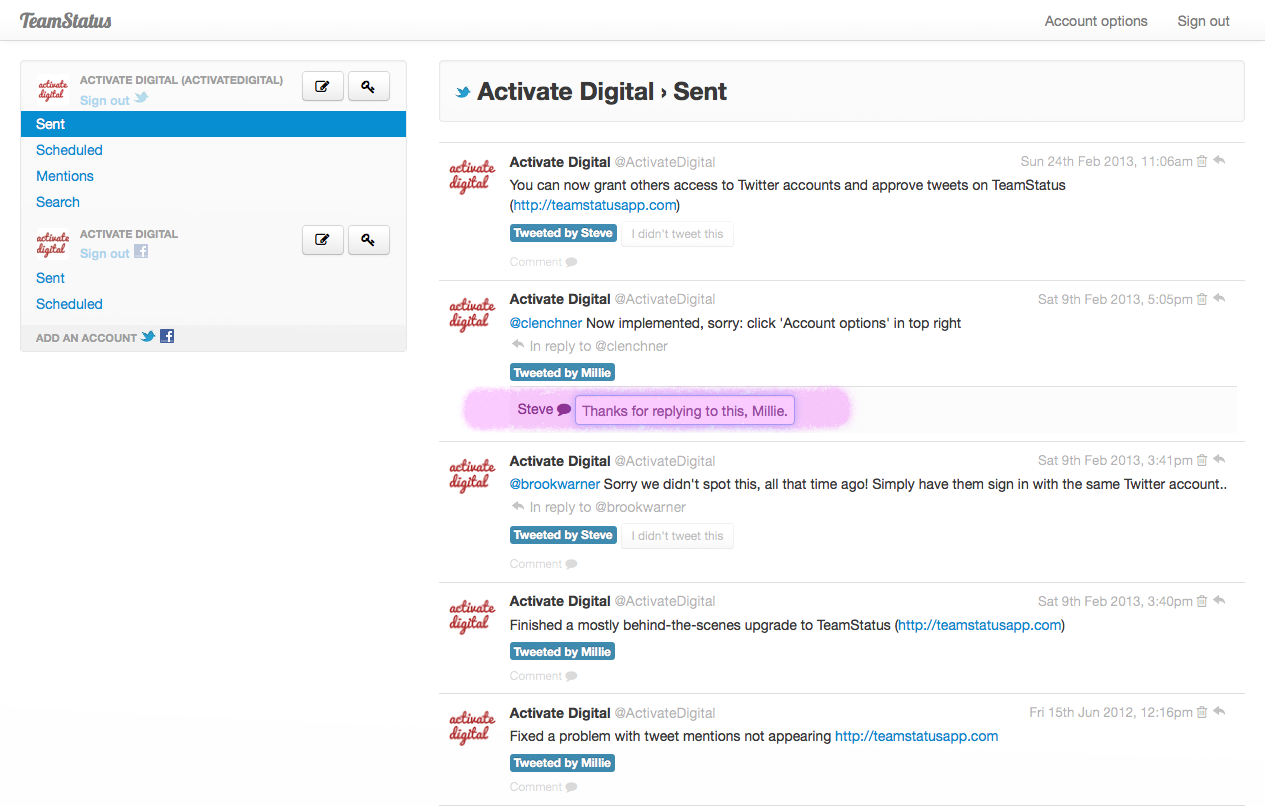 TeamStatus
Account options
Sign out
activate digital
ACTIVATE DIGITAL (ACTIVATEDIGITAL)
Sign out
Sent
Scheduled
Mentions
Search
activate digital
ACTIVATE DIGITAL
Sign out
Sent
Scheduled
ADD AN ACCOUNT
Activate Digital › Sent
activate digital
Activate Digital @ActivateDigital
Sun 24th Feb 2013, 11:06am
You can now grant others access to Twitter accounts and approve tweets on TeamStatus
(http://teamstatusapp.com)
Tweeted by Steve
I didn't tweet this
Comment
activate digital
Activate Digital @ActivateDigital
Sat 9th Feb 2013, 5:05pm
@clenchner Now implemented, sorry: click 'Account options' in top right
In reply to @clenchner
Tweeted by Millie
Steve
Thanks for replying to this, Millie.
activate digital
Activate Digital @ActivateDigital
Sat 9th Feb 2013, 3:41pm
@brookwarner Sorry we didn't spot this, all that time ago! Simply have them sign in with the same Twitter account..
In reply to @brookwarner
Tweeted by Steve
I didn't tweet this
Comment
activate digital
Activate Digital @ActivateDigital
Sat 9th Feb 2013, 3:40pm
Finished a mostly behind-the-scenes upgrade to TeamStatus (http://teamstatusapp.com)
Tweeted by Millie
Comment
activate digital
Activate Digital @ActivateDigital
Fri 15th Jun 2012, 12:16pm
Fixed a problem with tweet mentions not appearing http://teamstatusapp.com
Tweeted by Millie
Comment